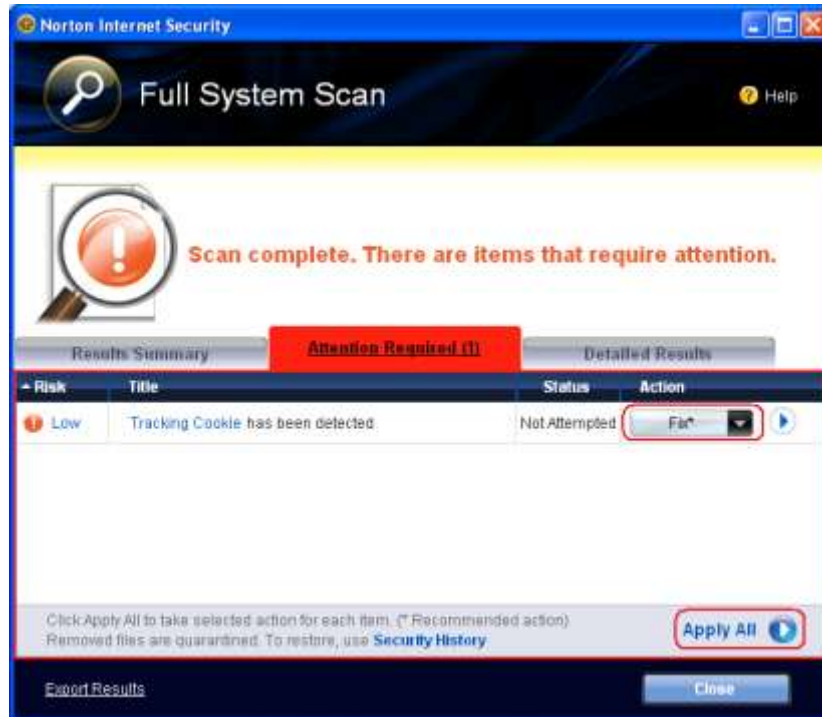 Norton Internet Security
Full System Scan
Help
Scan complete. There are items that require attention.
Results Summary
Attention Required (1)
Detailed Results
Risk Title Status Action
Low Tracking Cookie has been detected Not Attempted Fix*
Click Apply All to take selected action for each item. (* Recommended action)
Removed files are quarantined. To restore, use Security History
Apply All
Export Results
Close